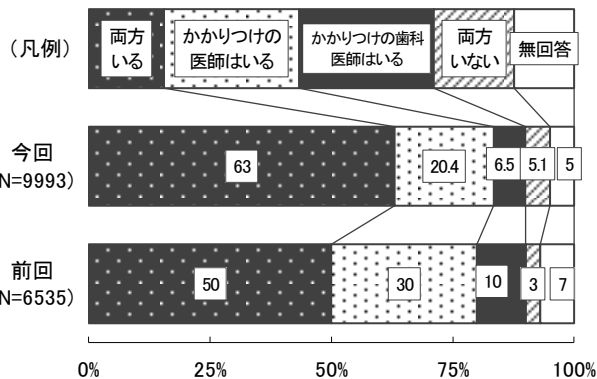 (凡例)
両方
いる
かかりつけの
医師はいる
かかりつけの歯科
医師はいる
両方
いない
無回答
今回
N=9993)
63
20.4
6.5
5.1
5
前回
N=6535)
50
30
10
3
7
0%
25%
50%
75%
100%